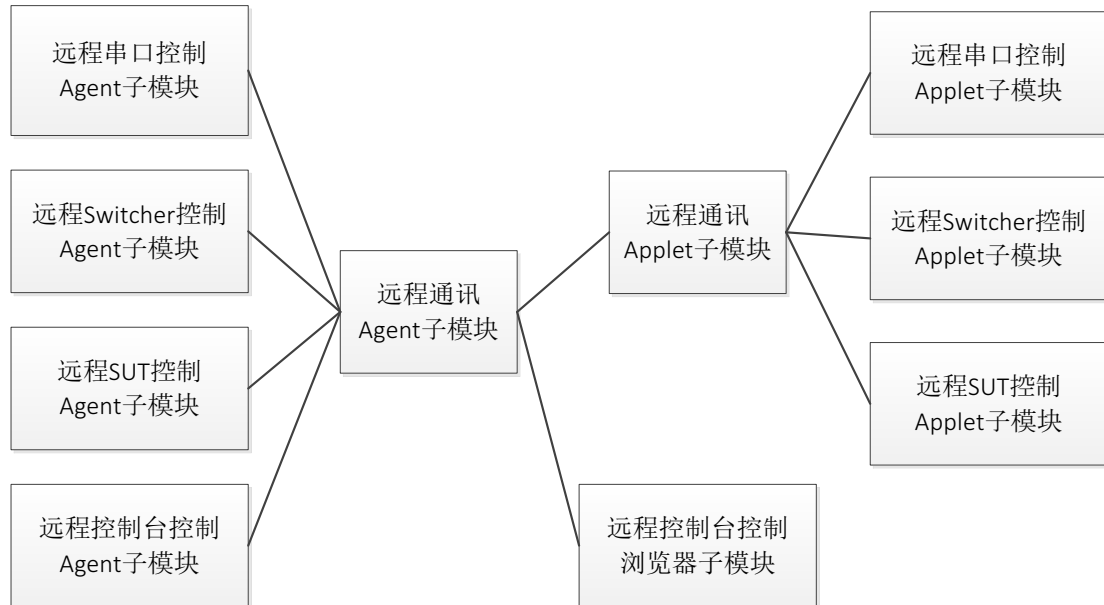 远程串口控制
Agent子模块
远程Switcher控制
Agent子模块
远程SUT控制
Agent子模块
远程控制台控制
Agent子模块
远程通讯
Agent子模块
远程通讯
Applet子模块
远程控制台控制
浏览器子模块
远程串口控制
Applet子模块
远程Switcher控制
Applet子模块
远程SUT控制
Applet子模块